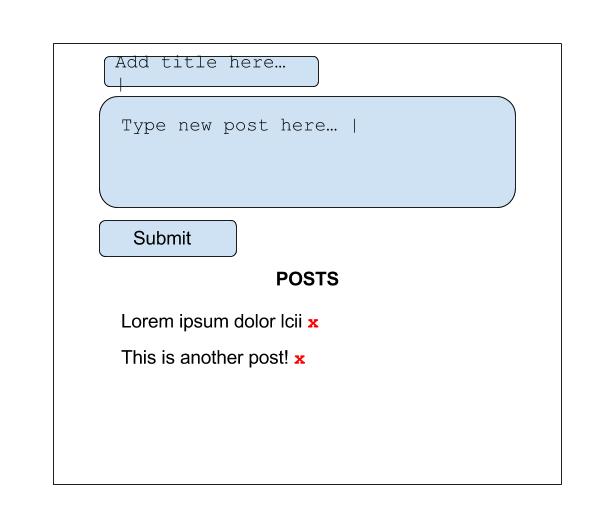 Add title here…
|
Type new post here… |
Submit
POSTS
Lorem ipsum dolor lcii x
This is another post! x